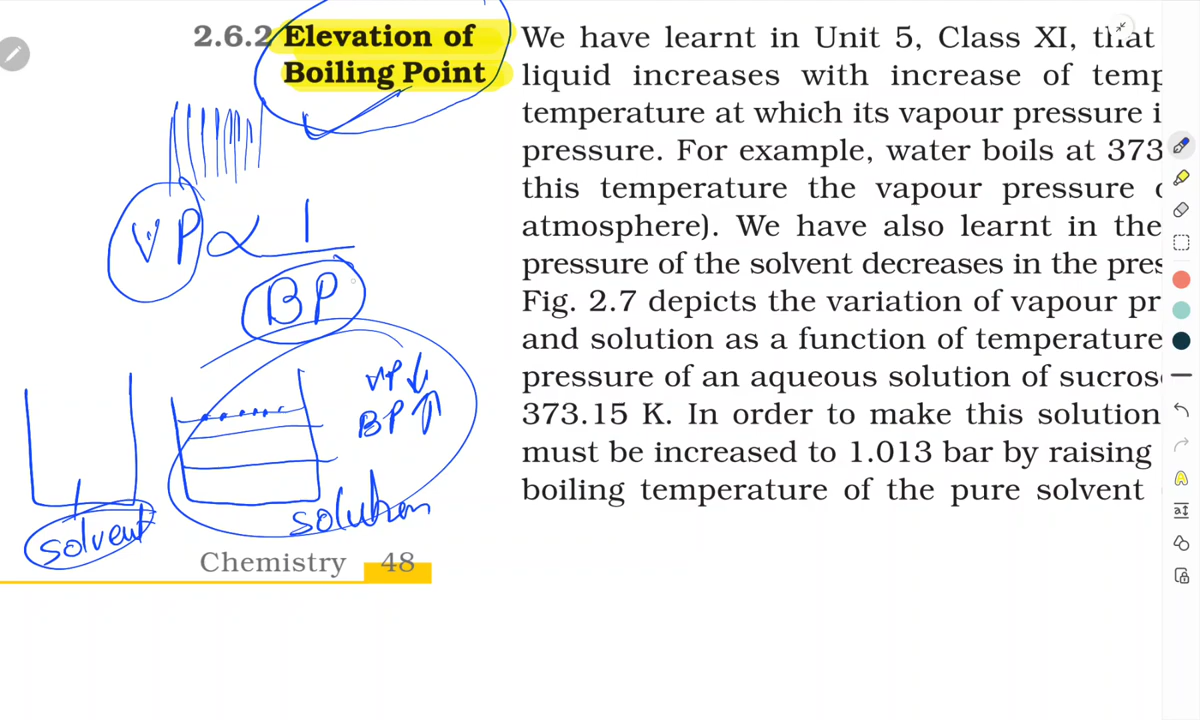 2.6.2 Elevation of
Boiling Point
VP ∝ 1
BP
VP ↓
BP ↑
solvent
solution
Chemistry 48
We have learnt in Unit 5, Class XI, that
liquid increases with increase of temp
temperature at which its vapour pressure i
pressure. For example, water boils at 373
this temperature the vapour pressure
atmosphere). We have also learnt in the
pressure of the solvent decreases in the pres
Fig. 2.7 depicts the variation of vapour pr
and solution as a function of temperature
pressure of an aqueous solution of sucros
373.15 K. In order to make this solution
must be increased to 1.013 bar by raising
boiling temperature of the pure solvent